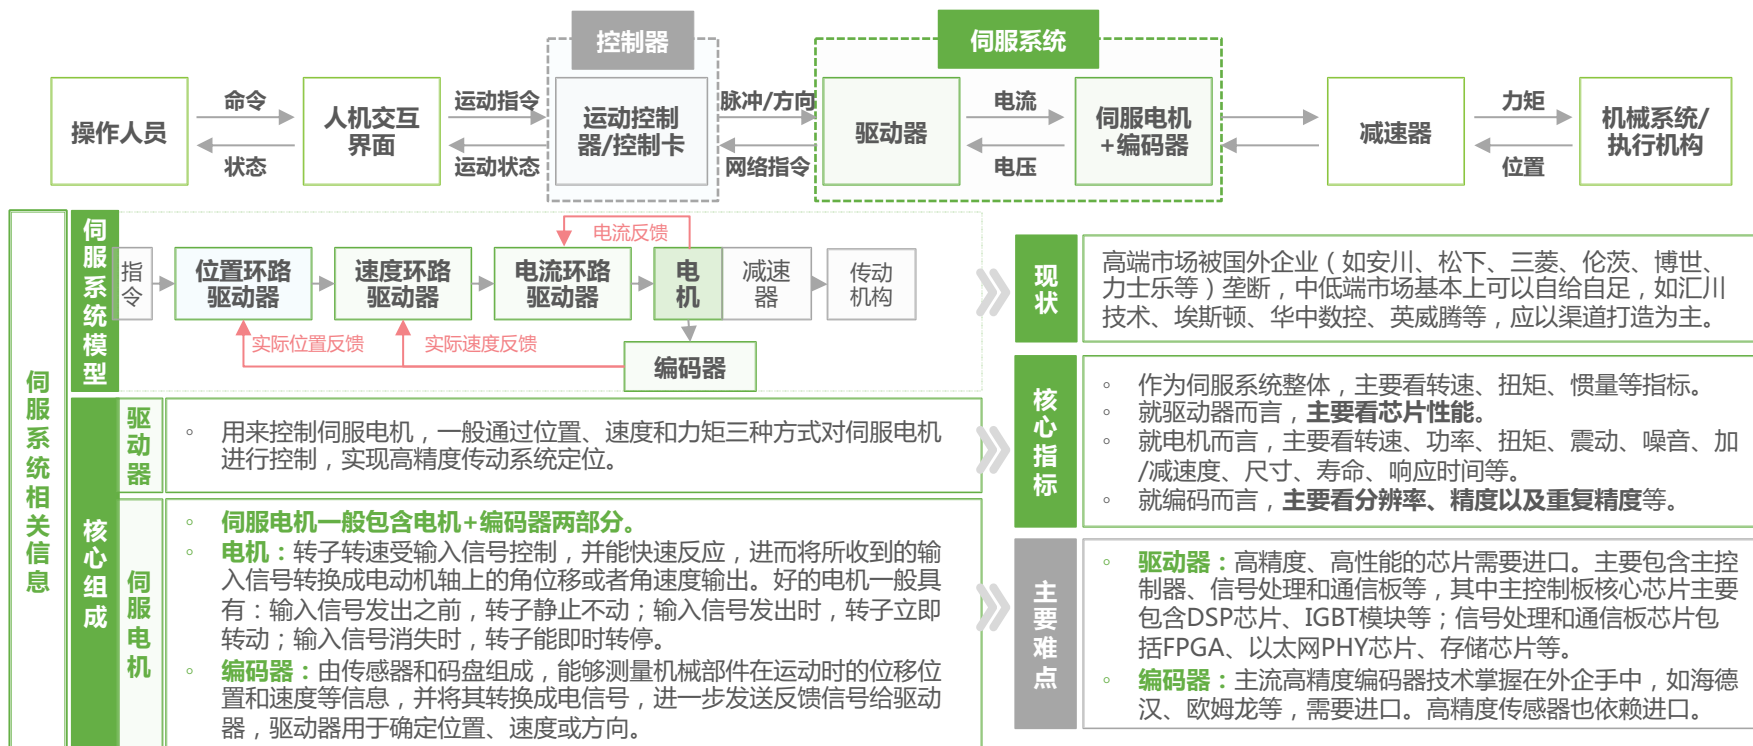 控制器
伺服系统
操作人员
命令
状态
人机交互
界面
运动指令
运动状态
运动控制
器/控制卡
脉冲/方向
网络指令
驱动器
电流
电压
伺服电机
+编码器
减速器
力矩
位置
机械系统/
执行机构
伺服系统相关信息
伺服系统模型
指令
位置环路
驱动器
速度环路
驱动器
电流环路
驱动器
电机
减速
器
传动
机构
电流反馈
实际位置反馈
实际速度反馈
编码器
核心组成
驱动器
◦ 用来控制伺服电机，一般通过位置、速度和力矩三种方式对伺服电机
进行控制，实现高精度传动系统定位。
伺服电机
◦ 伺服电机一般包含电机+编码器两部分。
◦ 电机：转子转速受输入信号控制，并能快速反应，进而将所收到的输
入信号转换成电动机轴上的角位移或者角速度输出。好的电机一般具
有：输入信号发出之前，转子静止不动；输入信号发出时，转子立即
转动；输入信号消失时，转子能即时转停。
◦ 编码器：由传感器和码盘组成，能够测量机械部件在运动时的位移位
置和速度等信息，并将其转换成电信号，进一步发送反馈信号给驱动
器，驱动器用于确定位置、速度或方向。
现状
高端市场被国外企业（如安川、松下、三菱、伦茨、博世、
力士乐等）垄断，中低端市场基本上可以自给自足，如汇川
技术、埃斯顿、华中数控、英威腾等，应以渠道打造为主。
核心指标
◦ 作为伺服系统整体，主要看转速、扭矩、惯量等指标。
◦ 就驱动器而言，主要看芯片性能。
◦ 就电机而言，主要看转速、功率、扭矩、震动、噪音、加
/减速度、尺寸、寿命、响应时间等。
◦ 就编码而言，主要看分辨率、精度以及重复精度等。
主要难点
◦ 驱动器：高精度、高性能的芯片需要进口。主要包含主控
制器、信号处理和通信板等，其中主控制板核心芯片主要
包含DSP芯片、IGBT模块等；信号处理和通信板芯片包
括FPGA、以太网PHY芯片、存储芯片等。
◦ 编码器：主流高精度编码器技术掌握在外企手中，如海德
汉、欧姆龙等，需要进口。高精度传感器也依赖进口。